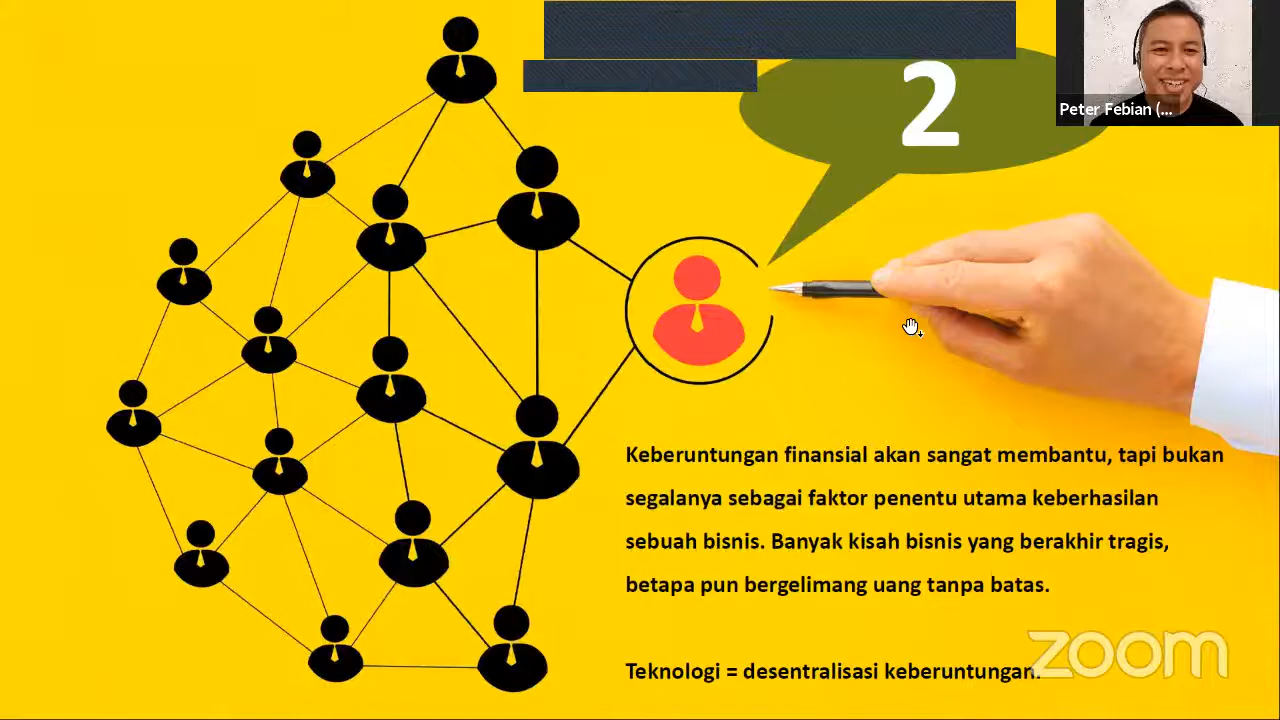 2
Peter Febian (...
Keberuntungan finansial akan sangat membantu, tapi bukan
segalanya sebagai faktor penentu utama keberhasilan
sebuah bisnis. Banyak kisah bisnis yang berakhir tragis,
betapa pun bergelimang uang tanpa batas.
Teknologi = desentralisasi keberuntungan.
zoom